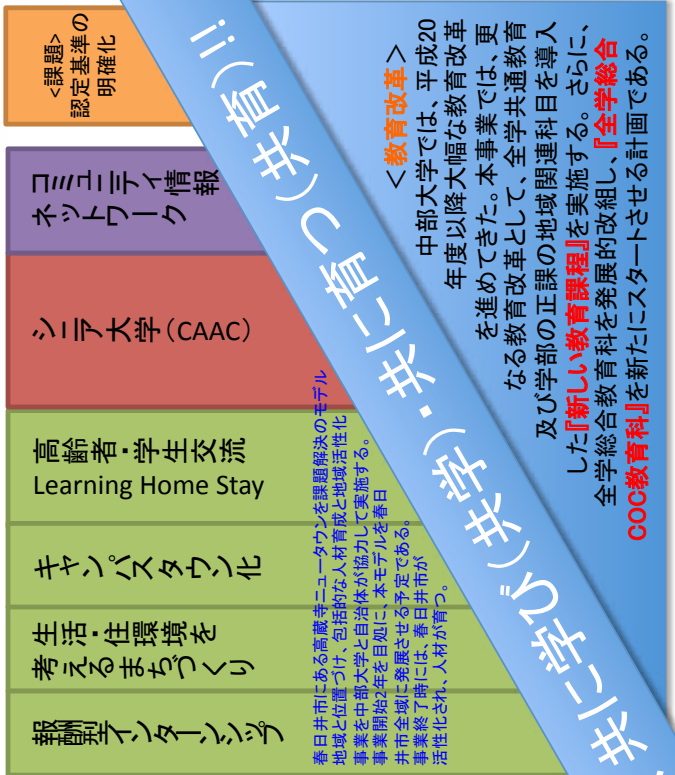 <課題>
認定基準の
明確化
コミュニティ情報
ネットワーク
シニア大学(CAAC)
高齢者・学生交流
Learning Home Stay
キャンパスタウン化
生活・住環境を
考えるまちづくり
報酬型インターンシップ
春日井市にある高蔵寺ニュータウンを課題解決のモデル
地域と位置づけ、包括的な人材育成と地域活性化
事業を中部大学と自治体が協力して実施する。
事業開始2年を目処に、本モデルを春日
井市全域に発展させる予定である。
事業終了時には、春日井市が
活性化され、人材が育つ。
共に学び(共学)・共に育つ(共育)!!
<教育改革>
中部大学では、平成20
年度以降大幅な教育改革
を進めてきた。本事業では、更
なる教育改革として、全学共通教育
及び学部の正課の地域関連科目を導入
した『新しい教育課程』を実施する。さらに、
全学総合教育科を発展的改組し、『全学総合
COC教育科』を新たにスタートさせる計画である。